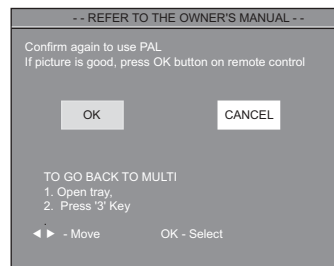 - - REFER TO THE OWNER'S MANUAL - -
Confirm again to use PAL
If picture is good, press OK button on remote control
OK CANCEL
TO GO BACK TO MULTI
1. Open tray,
2. Press '3' Key
.
◄ ► - Move OK - Select